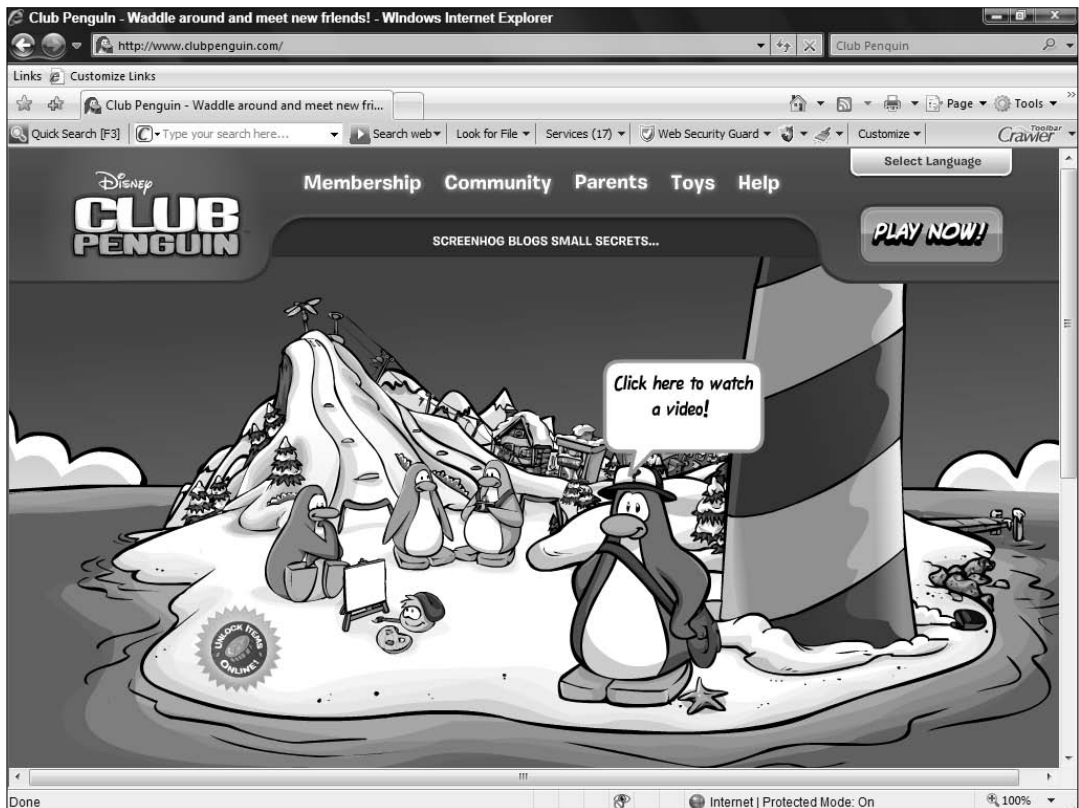 Club Penguin - Waddle around and meet new friends! - Windows Internet Explorer
http://www.clubpenguin.com/
Club Penguin
Links Customize Links
Club Penguin - Waddle around and meet new fri...
Page Tools
Quick Search [F3] Type your search here... Search web Look for File Services (17) Web Security Guard Customize Crawler Toolbar
Select Language
Disney
CLUB
PENGUIN
Membership Community Parents Toys Help
SCREENHOG BLOGS SMALL SECRETS...
PLAY NOW!
Click here to watch
a video!
UNLOCK ITEMS
ONLINE!
Done
Internet | Protected Mode: On
100%